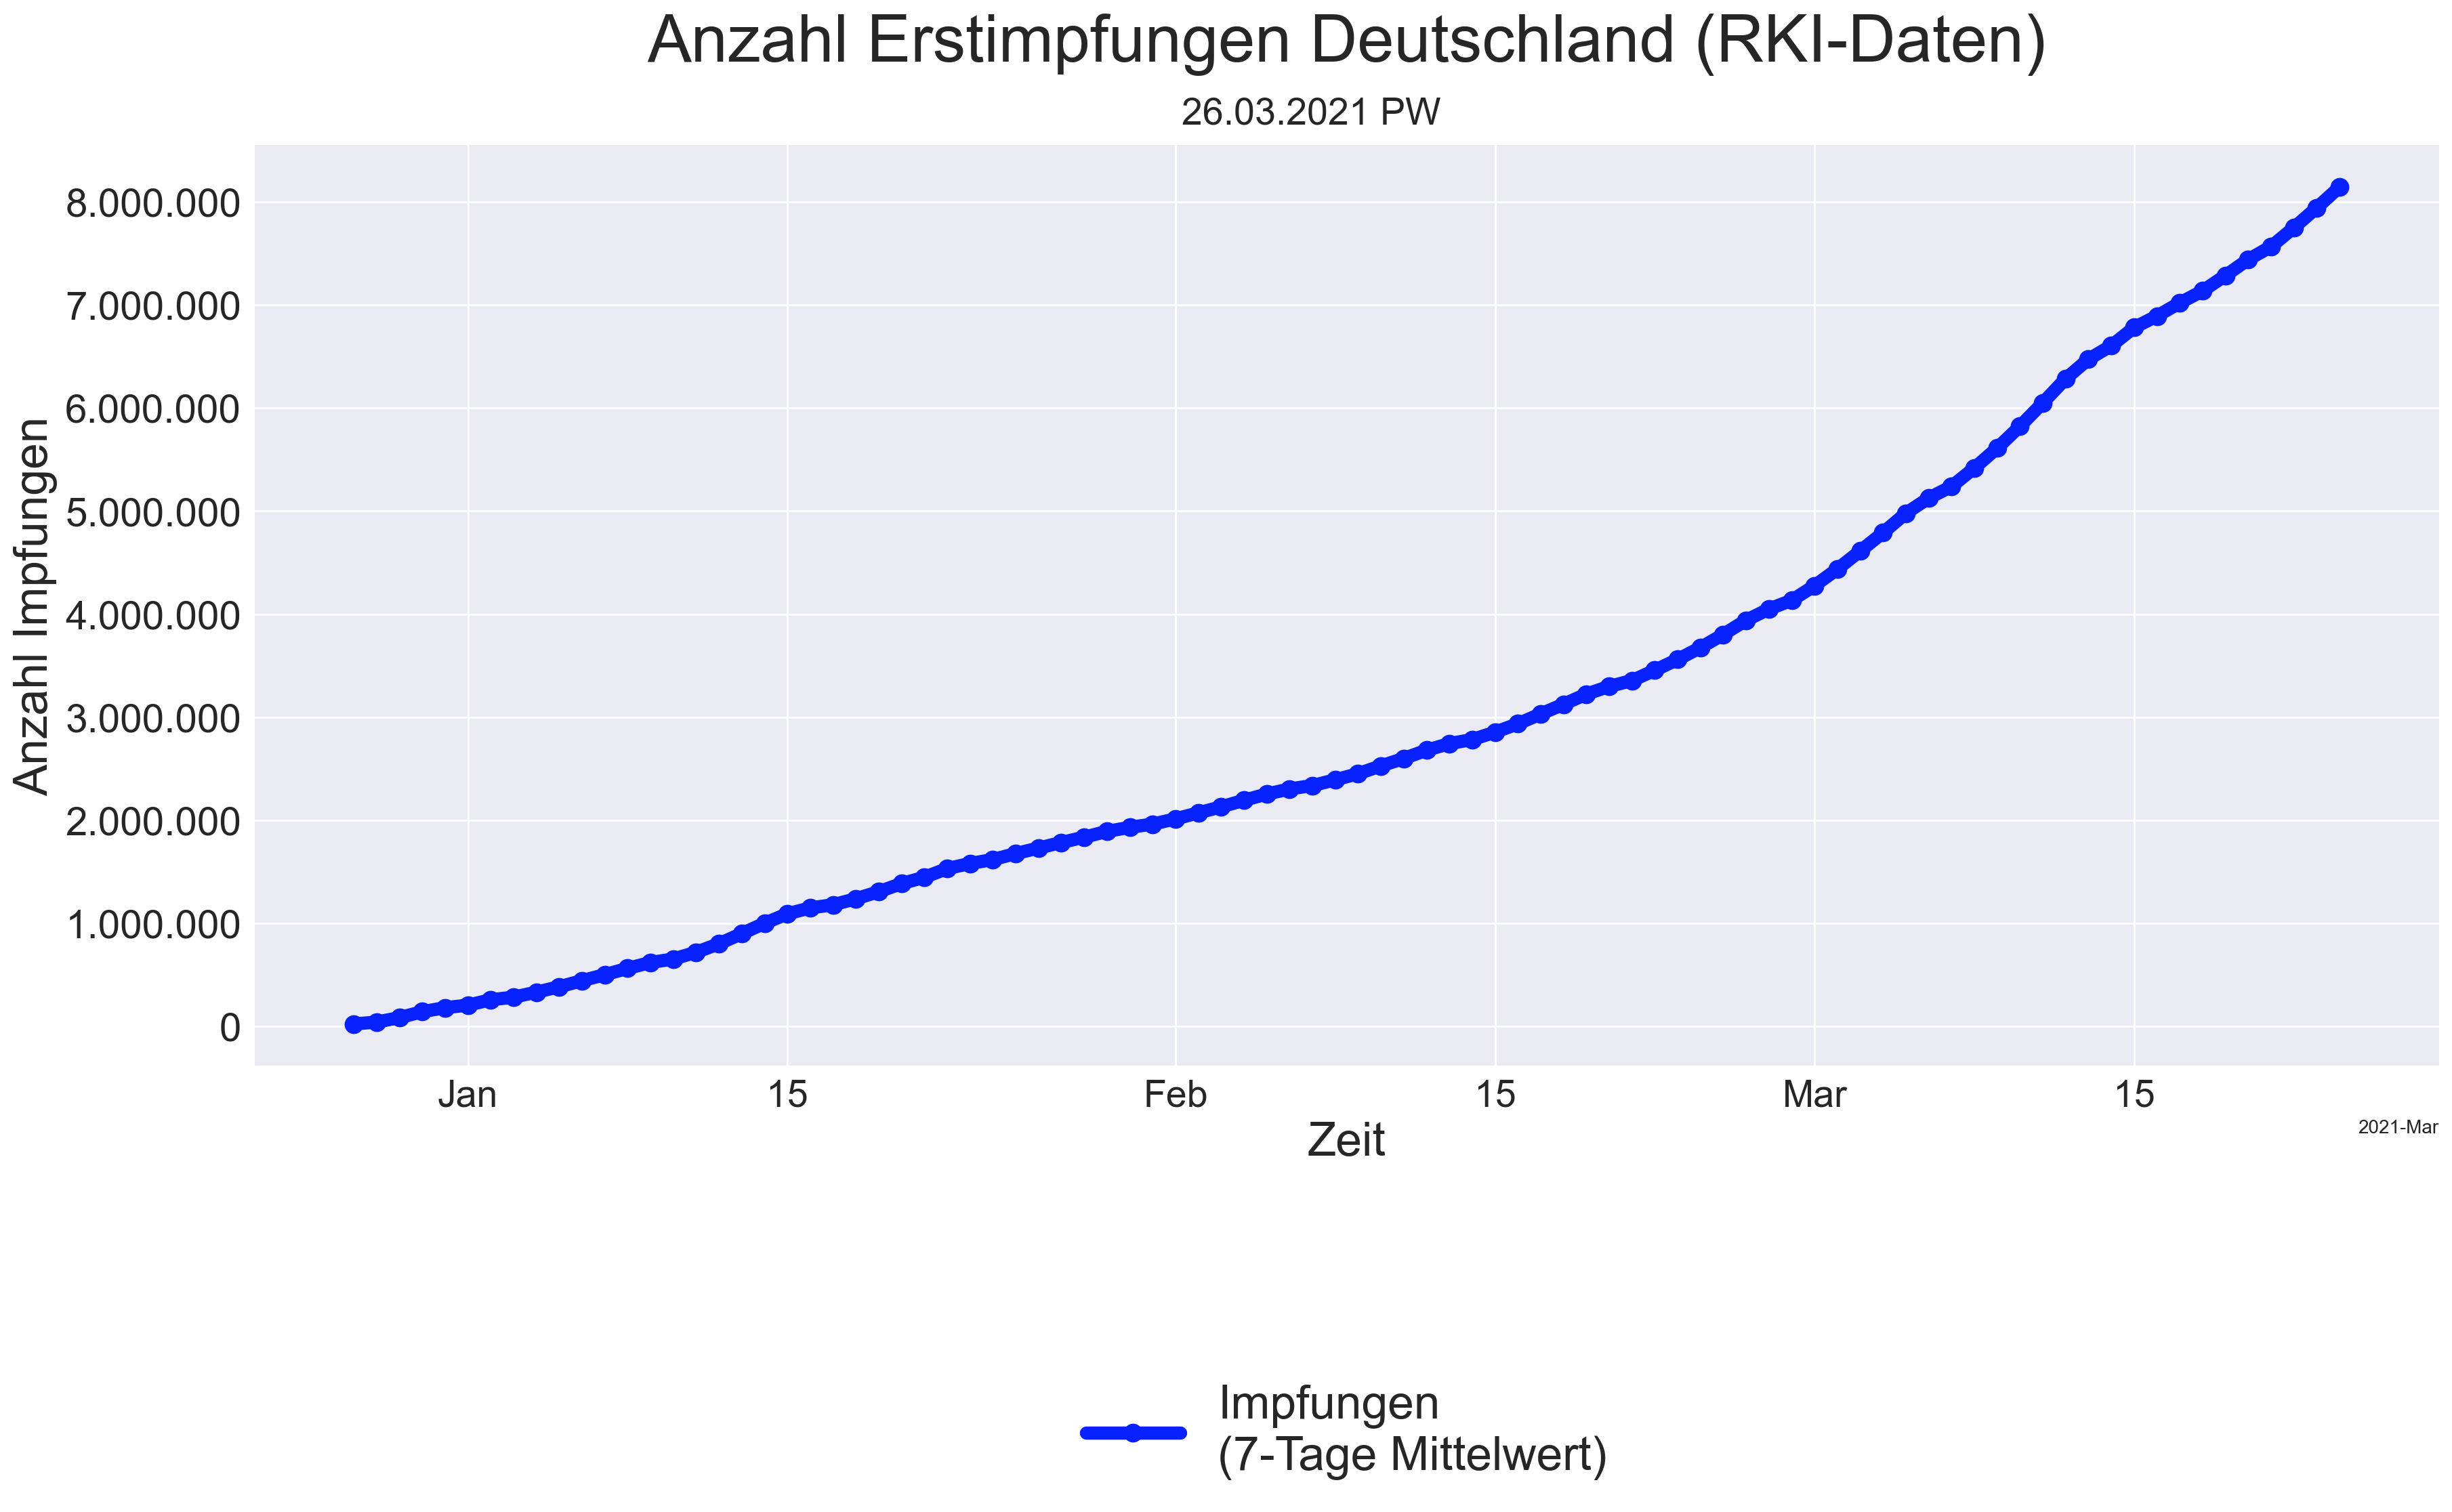 Anzahl Erstimpfungen Deutschland (RKI-Daten)
26.03.2021 PW
Anzahl Impfungen
8.000.000
7.000.000
6.000.000
5.000.000
4.000.000
3.000.000
2.000.000
1.000.000
0
Jan 15 Feb 15 Mar 15
Zeit
2021-Mar
Impfungen
(7-Tage Mittelwert)